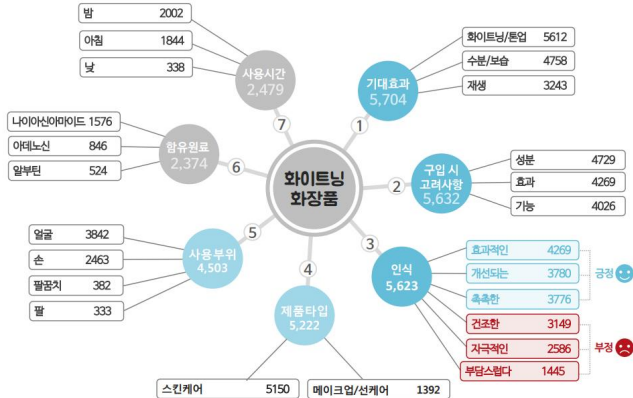 화이트닝
화장품
1
기대효과
5,704
화이트닝/톤업 5612
수분/보습 4758
재생 3243
2
구입 시
고려사항
5,632
성분 4729
효과 4269
기능 4026
3
인식
5,623
효과적인 4269
개선되는 3780
촉촉한 3776
긍정
건조한 3149
자극적인 2586
부담스럽다 1445
부정
4
제품타입
5,222
스킨케어 5150
메이크업/선케어 1392
5
사용부위
4,503
얼굴 3842
손 2463
팔꿈치 382
팔 333
6
함유원료
2,374
나이아신아마이드 1576
아데노신 846
알부틴 524
7
사용시간
2,479
밤 2002
아침 1844
낮 338